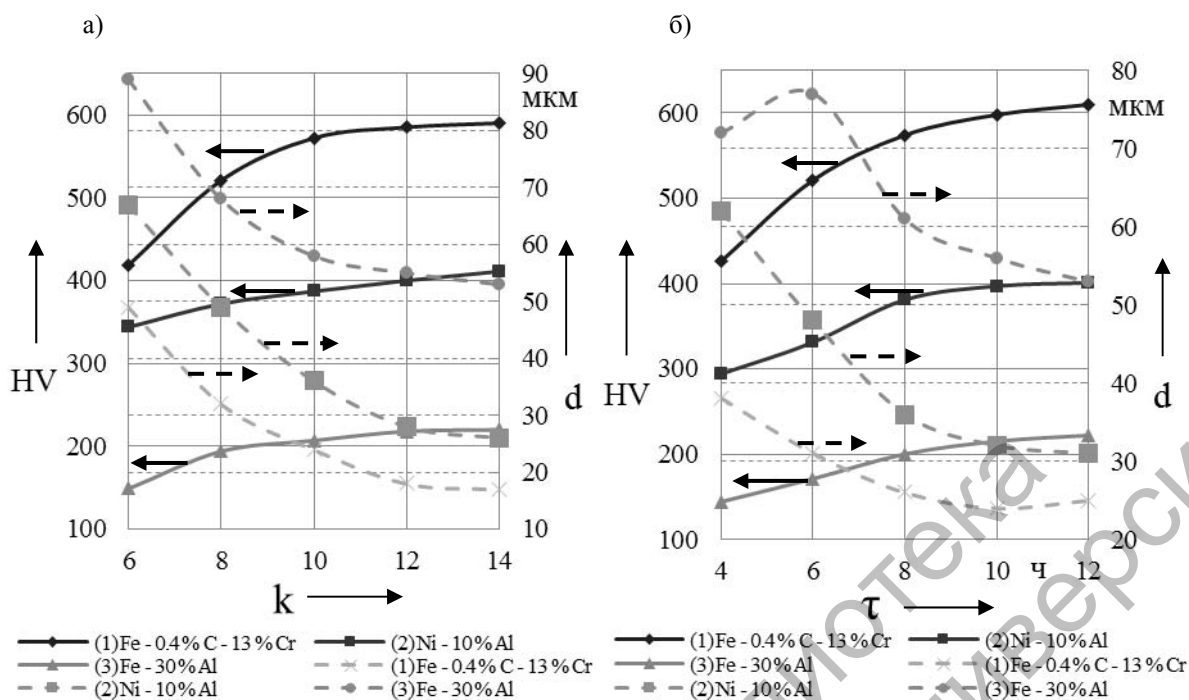 а)
б)
90
мкм
80
70
60
50
40
30
20
10
600
500
400
300
200
100
HV
d
6 8 10 12 14
k
80
мкм
70
60
50
40
30
20
600
500
400
300
200
100
HV
d
4 6 8 10 ч 12
τ
(1)Fe - 0.4%C - 13%Cr (2)Ni - 10%Al
(3)Fe - 30%Al (1)Fe - 0.4%C - 13%Cr
(2)Ni - 10%Al (3)Fe - 30%Al
(1)Fe - 0.4%C - 13%Cr (2)Ni - 10%Al
(3)Fe - 30%Al (1)Fe - 0.4%C - 13%Cr
(2)Ni - 10%Al (3)Fe - 30%Al